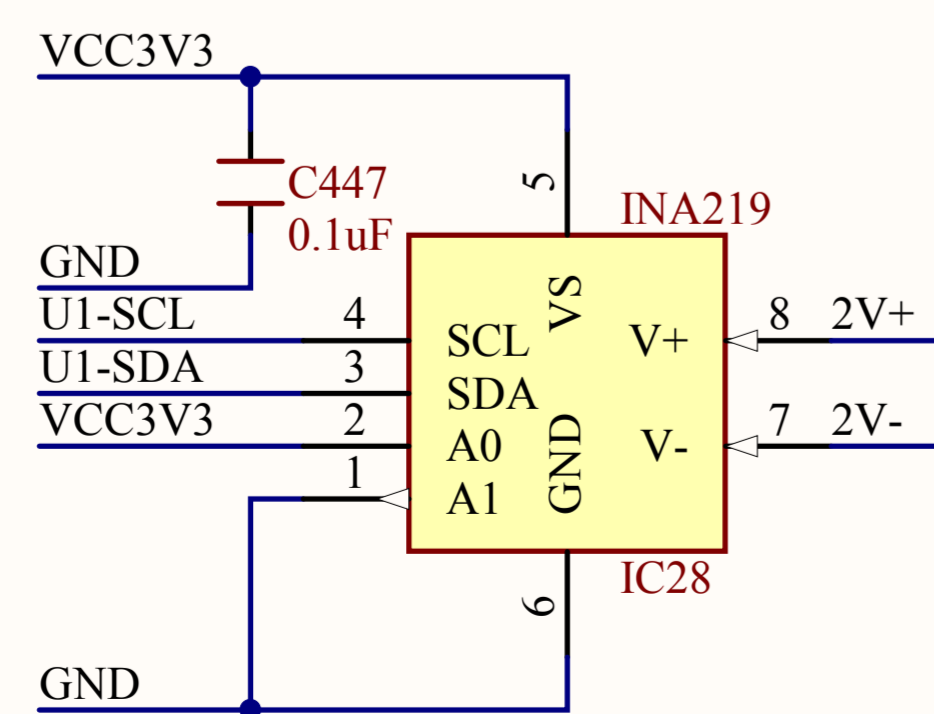 VCC3V3
C447
0.1uF
GND
U1-SCL
U1-SDA
VCC3V3
4
3
2
1
5
INA219
VS
SCL
SDA
A0
A1
GND
V+
V-
8
2V+
7
2V-
IC28
6
GND